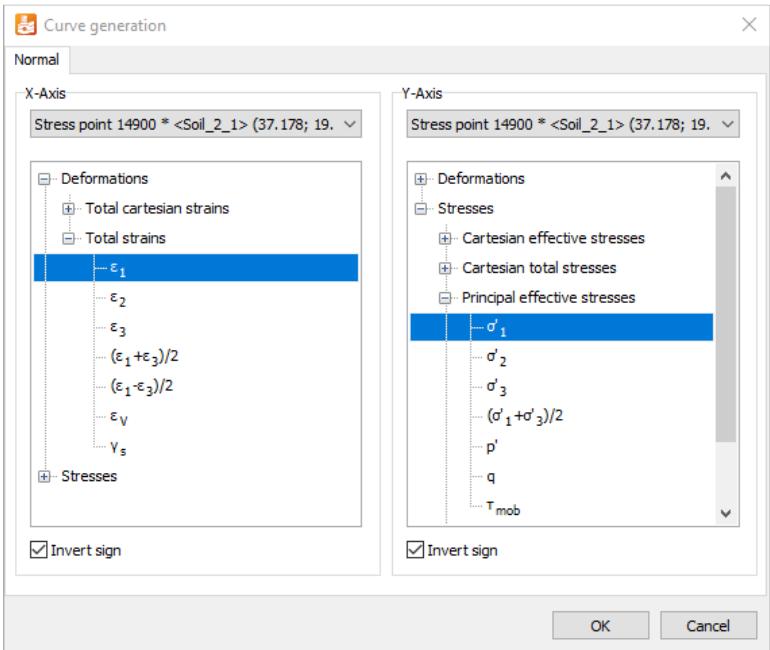 Curve generation
Normal
X-Axis
Stress point 14900 * <Soil_2_1> (37.178; 19.
Deformations
Total cartesian strains
Total strains
ε1
ε2
ε3
(ε1+ε3)/2
(ε1-ε3)/2
εv
γs
Stresses
Invert sign
Y-Axis
Stress point 14900 * <Soil_2_1> (37.178; 19.
Deformations
Stresses
Cartesian effective stresses
Cartesian total stresses
Principal effective stresses
σ'1
σ'2
σ'3
(σ'1+σ'3)/2
p'
q
τmob
Invert sign
OK
Cancel